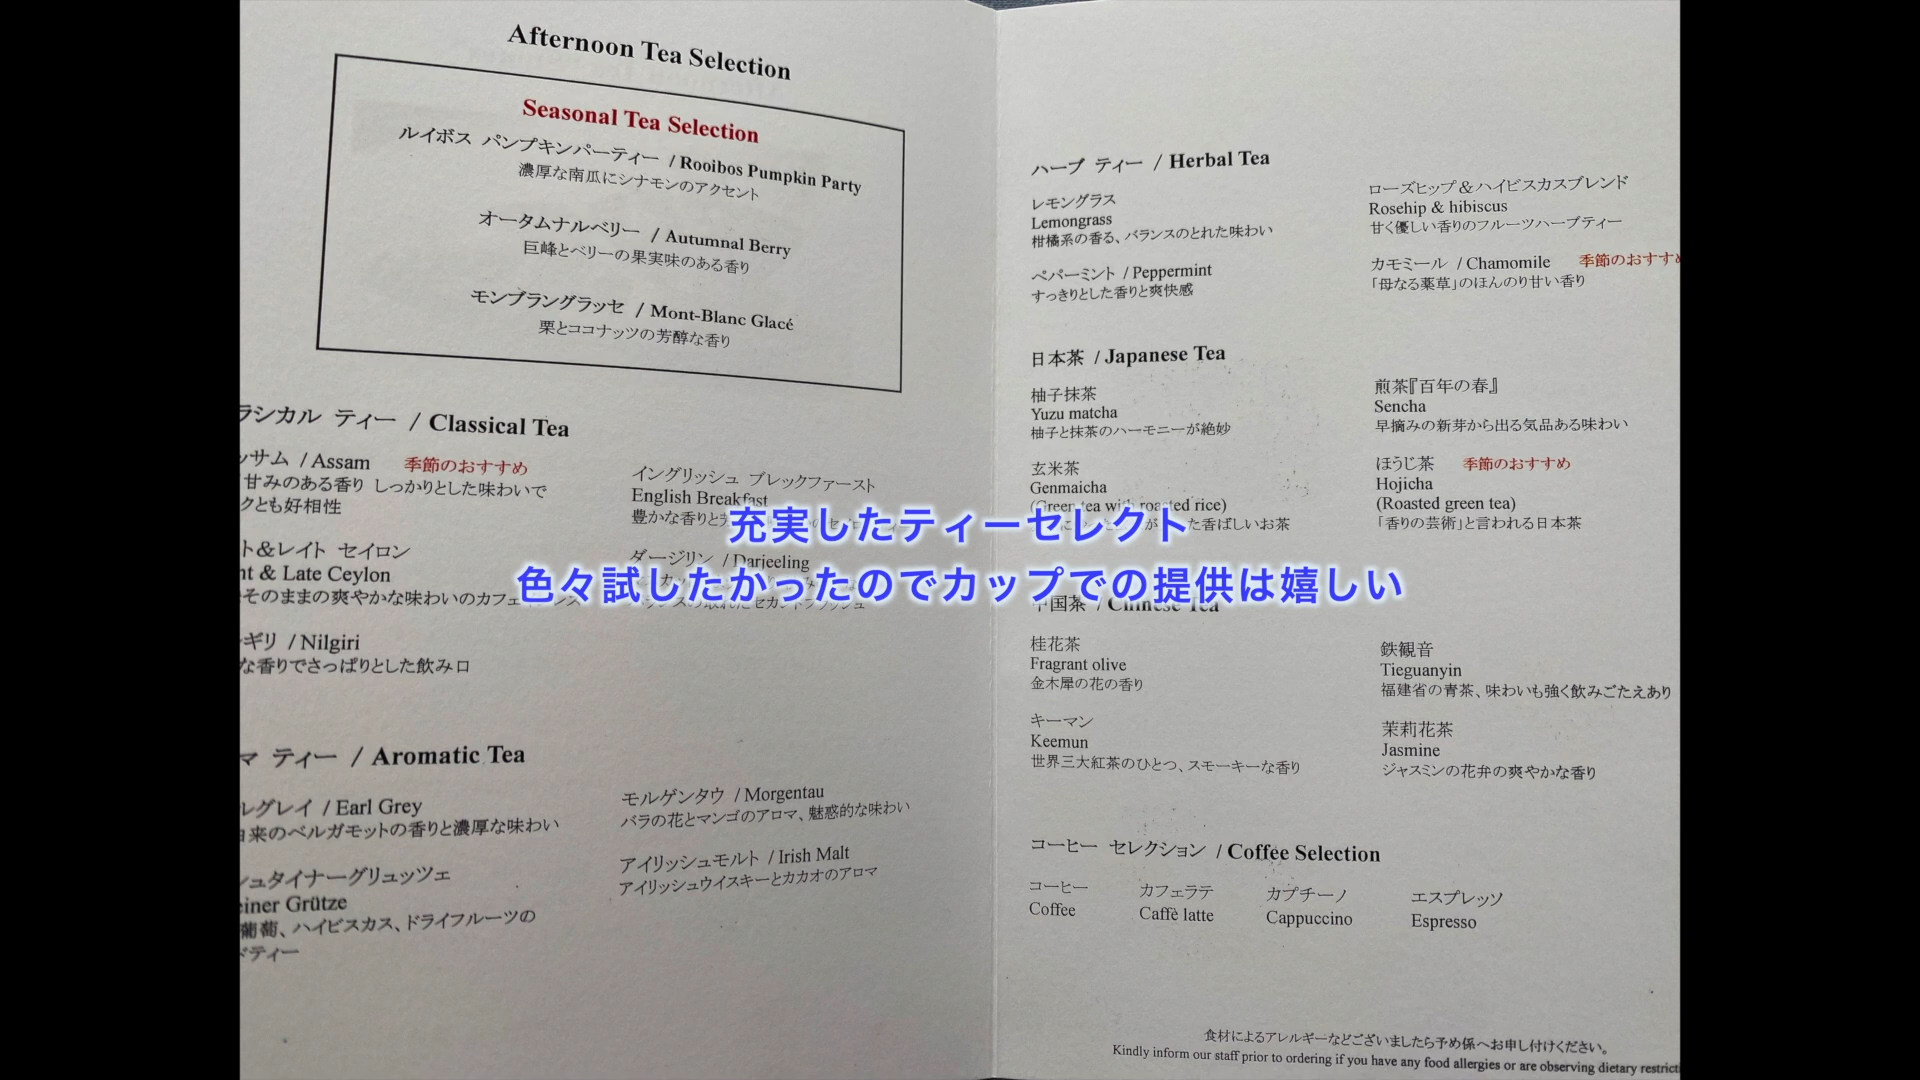 Afternoon Tea Selection
Seasonal Tea Selection
ルイボス パンプキンパーティー / Rooibos Pumpkin Party
濃厚な南瓜にシナモンのアクセント
オータムナルベリー / Autumnal Berry
巨峰とベリーの果実味のある香り
モンブラングラッセ / Mont-Blanc Glacé
栗とココナッツの芳醇な香り
ラシカル ティー / Classical Tea
ッサム / Assam 季節のおすすめ
甘みのある香り しっかりとした味わいで
クとも好相性
ト&レイト セイロン
nt & Late Ceylon
そのままの爽やかな味わいのカフェ
ギリ / Nilgiri
な香りでさっぱりとした飲み口
イングリッシュ ブレックファースト
English Breakfast
豊かな香りと
ダージリン / Darjeeling
マ ティー / Aromatic Tea
ルグレイ / Earl Grey
来のベルガモットの香りと濃厚な味わい
シュタイナーグリュッツェ
einer Grütze
葡萄、ハイビスカス、ドライフルーツの
ドティー
モルゲンタウ / Morgentau
バラの花とマンゴのアロマ、魅惑的な味わい
アイリッシュモルト / Irish Malt
アイリッシュウイスキーとカカオのアロマ
ハーブ ティー / Herbal Tea
レモングラス
Lemongrass
柑橘系の香る、バランスのとれた味わい
ペパーミント / Peppermint
すっきりとした香りと爽快感
ローズヒップ&ハイビスカスブレンド
Rosehip & hibiscus
甘く優しい香りのフルーツハーブティー
カモミール / Chamomile 季節のおすすめ
「母なる薬草」のほんのり甘い香り
日本茶 / Japanese Tea
柚子抹茶
Yuzu matcha
柚子と抹茶のハーモニーが絶妙
玄米茶
Genmaicha
(Green tea with roasted rice)
た香ばしいお茶
煎茶『百年の春』
Sencha
早摘みの新芽から出る気品ある味わい
ほうじ茶 季節のおすすめ
Hojicha
(Roasted green tea)
「香りの芸術」と言われる日本茶
充実したティーセレクト
色々試したかったのでカップでの提供は嬉しい
中国茶 / Chinese Tea
桂花茶
Fragrant olive
金木犀の花の香り
キーマン
Keemun
世界三大紅茶のひとつ、スモーキーな香り
鉄観音
Tieguanyin
福建省の青茶、味わいも強く飲みごたえあり
茉莉花茶
Jasmine
ジャスミンの花弁の爽やかな香り
コーヒー セレクション / Coffee Selection
コーヒー カフェラテ カプチーノ エスプレッソ
Coffee Caffè latte Cappuccino Espresso
食材によるアレルギーなどございましたら予め係へお申し付けください。
Kindly inform our staff prior to ordering if you have any food allergies or are observing dietary restricti